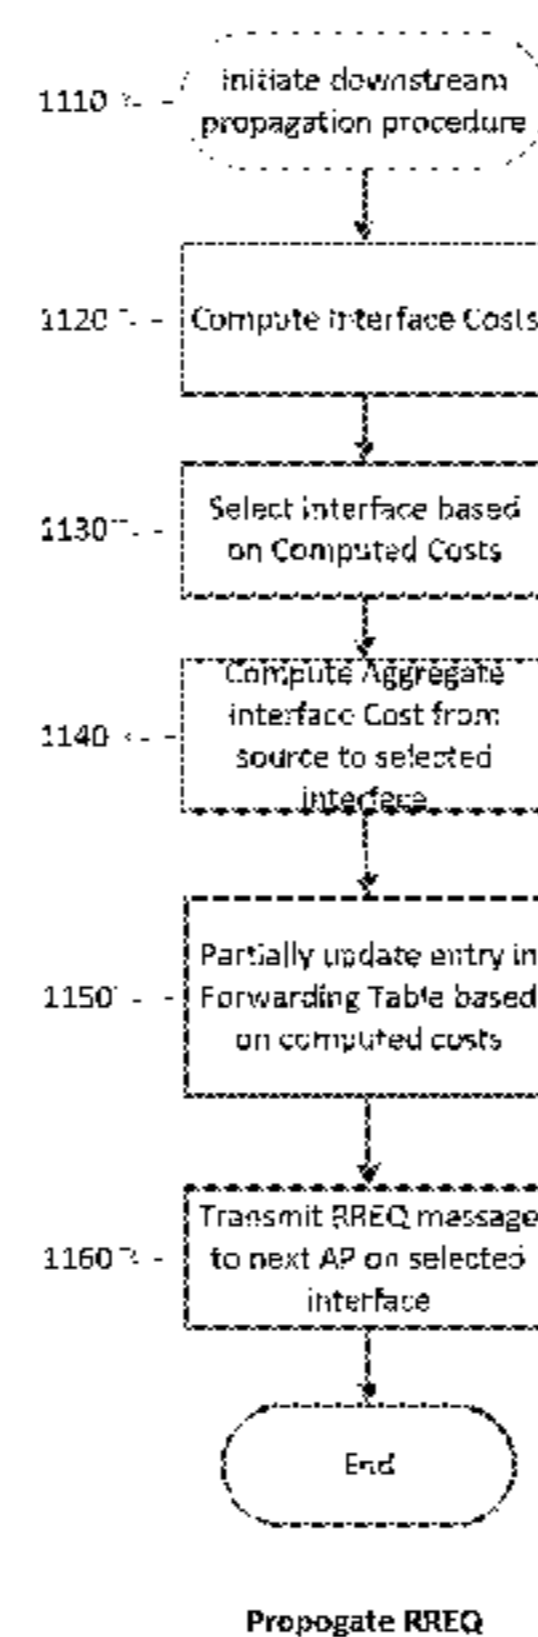 1110
initiate downstream
propagation procedure
1120
Compute Interface Costs
1130
Select interface based
on Computed Costs
1140
Compute Aggregate
interface Cost from
source to selected
interface
1150
Partially update entry in
Forwarding Table based
on computed costs
1160
Transmit RREQ message
to next AP on selected
interface
End
Propogate RREQ